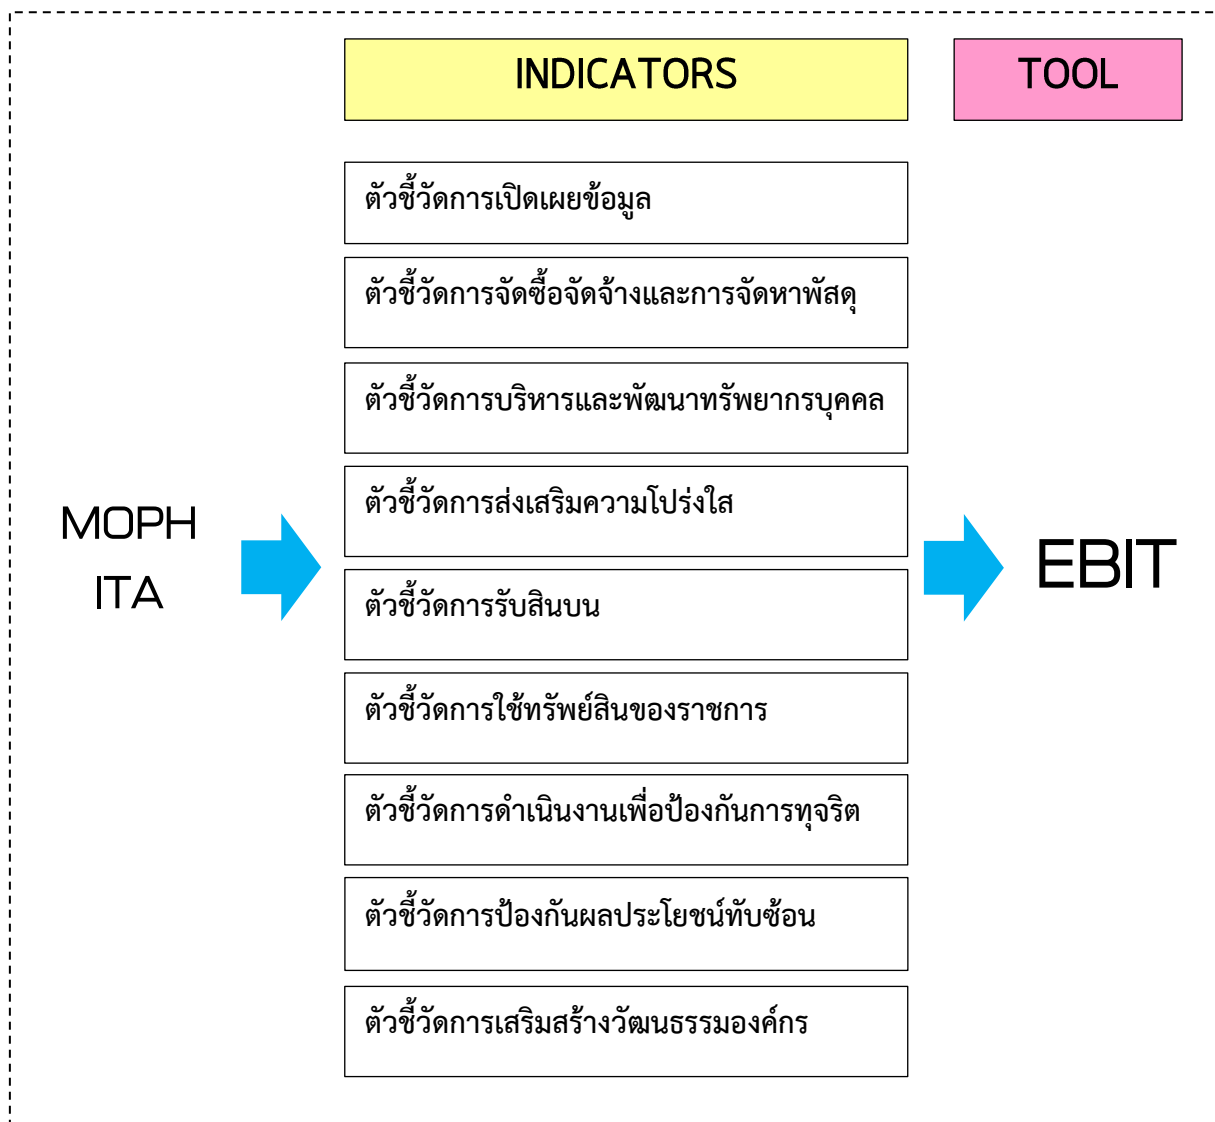 INDICATORS
TOOL
ตัวชี้วัดการเปิดเผยข้อมูล
ตัวชี้วัดการจัดซื้อจัดจ้างและการจัดหาพัสดุ
ตัวชี้วัดการบริหารและพัฒนาทรัพยากรบุคคล
ตัวชี้วัดการส่งเสริมความโปร่งใส
ตัวชี้วัดการรับสินบน
ตัวชี้วัดการใช้ทรัพย์สินของราชการ
ตัวชี้วัดการดำเนินงานเพื่อป้องกันการทุจริต
ตัวชี้วัดการป้องกันผลประโยชน์ทับซ้อน
ตัวชี้วัดการเสริมสร้างวัฒนธรรมองค์กร
MOPH
ITA
EBIT